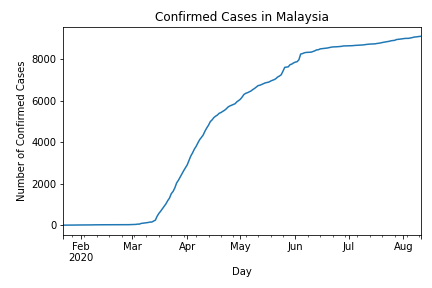 Confirmed Cases in Malaysia
Number of Confirmed Cases
8000
6000
4000
2000
0
Feb Mar Apr May Jun Jul Aug
2020
Day